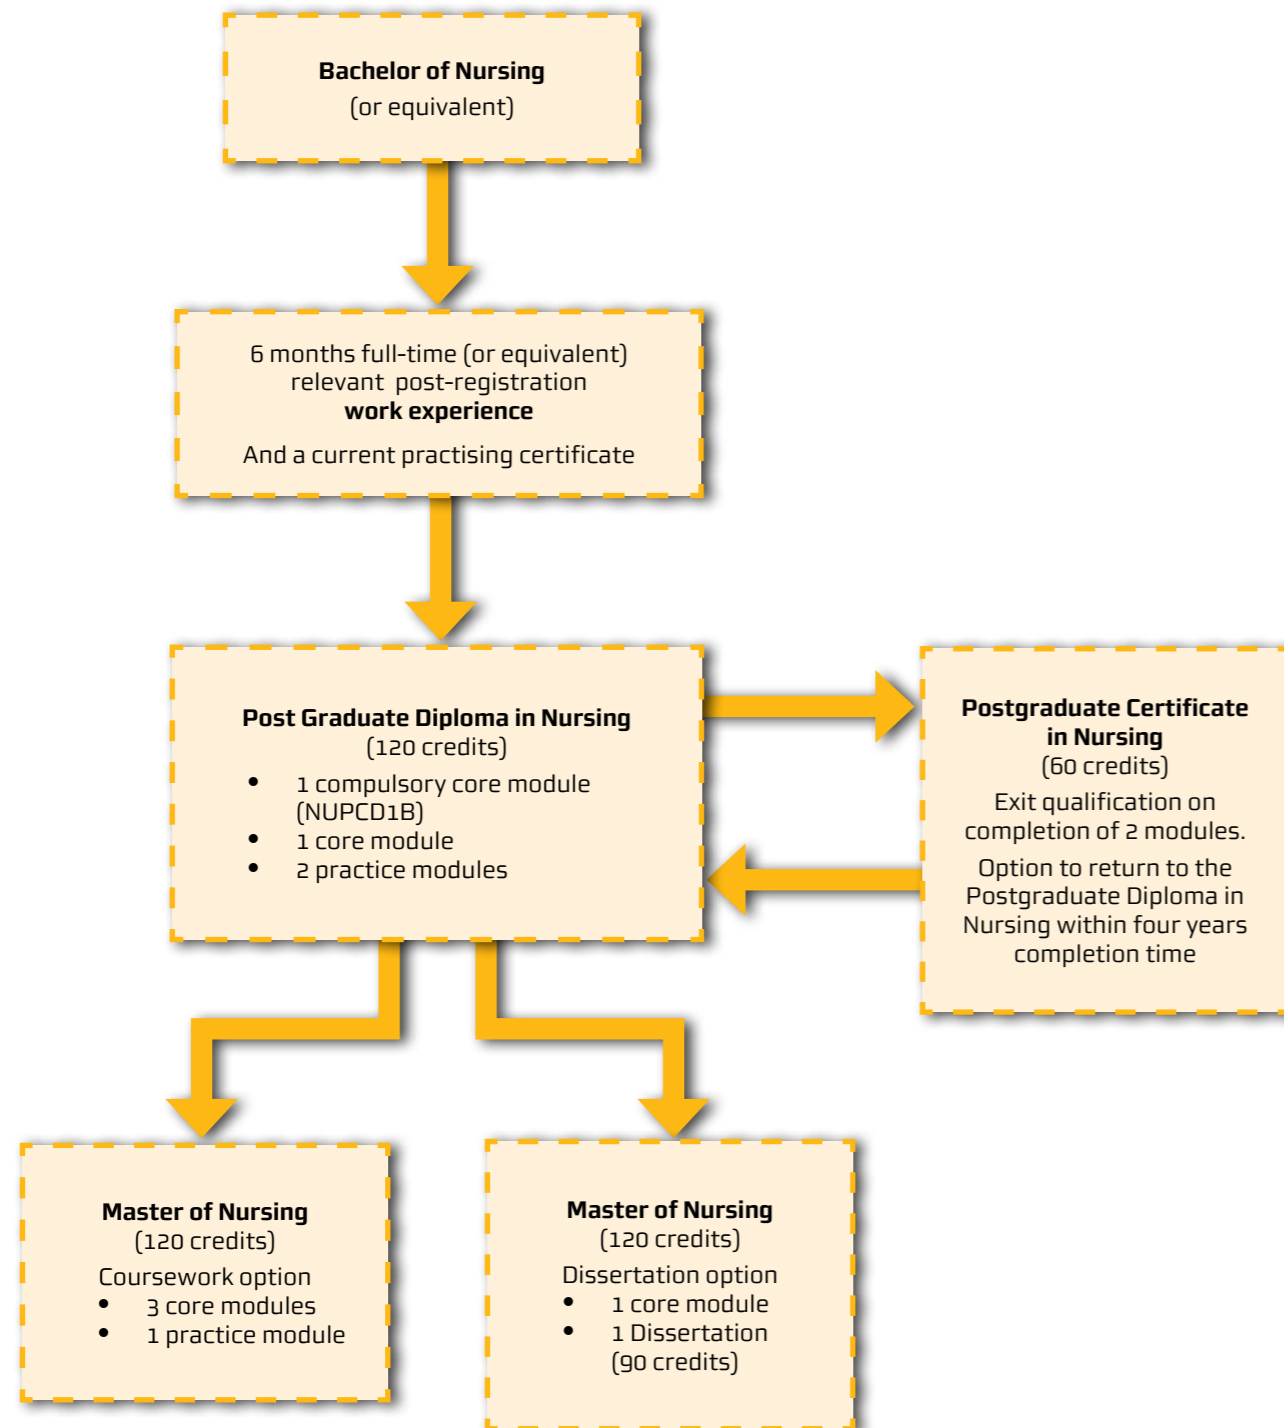 Bachelor of Nursing
(or equivalent)
6 months full-time (or equivalent)
relevant post-registration
work experience
And a current practising certificate
Post Graduate Diploma in Nursing
(120 credits)
• 1 compulsory core module
(NUPCD1B)
• 1 core module
• 2 practice modules
Postgraduate Certificate
in Nursing
(60 credits)
Exit qualification on
completion of 2 modules.
Option to return to the
Postgraduate Diploma in
Nursing within four years
completion time
Master of Nursing
(120 credits)
Coursework option
• 3 core modules
• 1 practice module
Master of Nursing
(120 credits)
Dissertation option
• 1 core module
• 1 Dissertation
(90 credits)